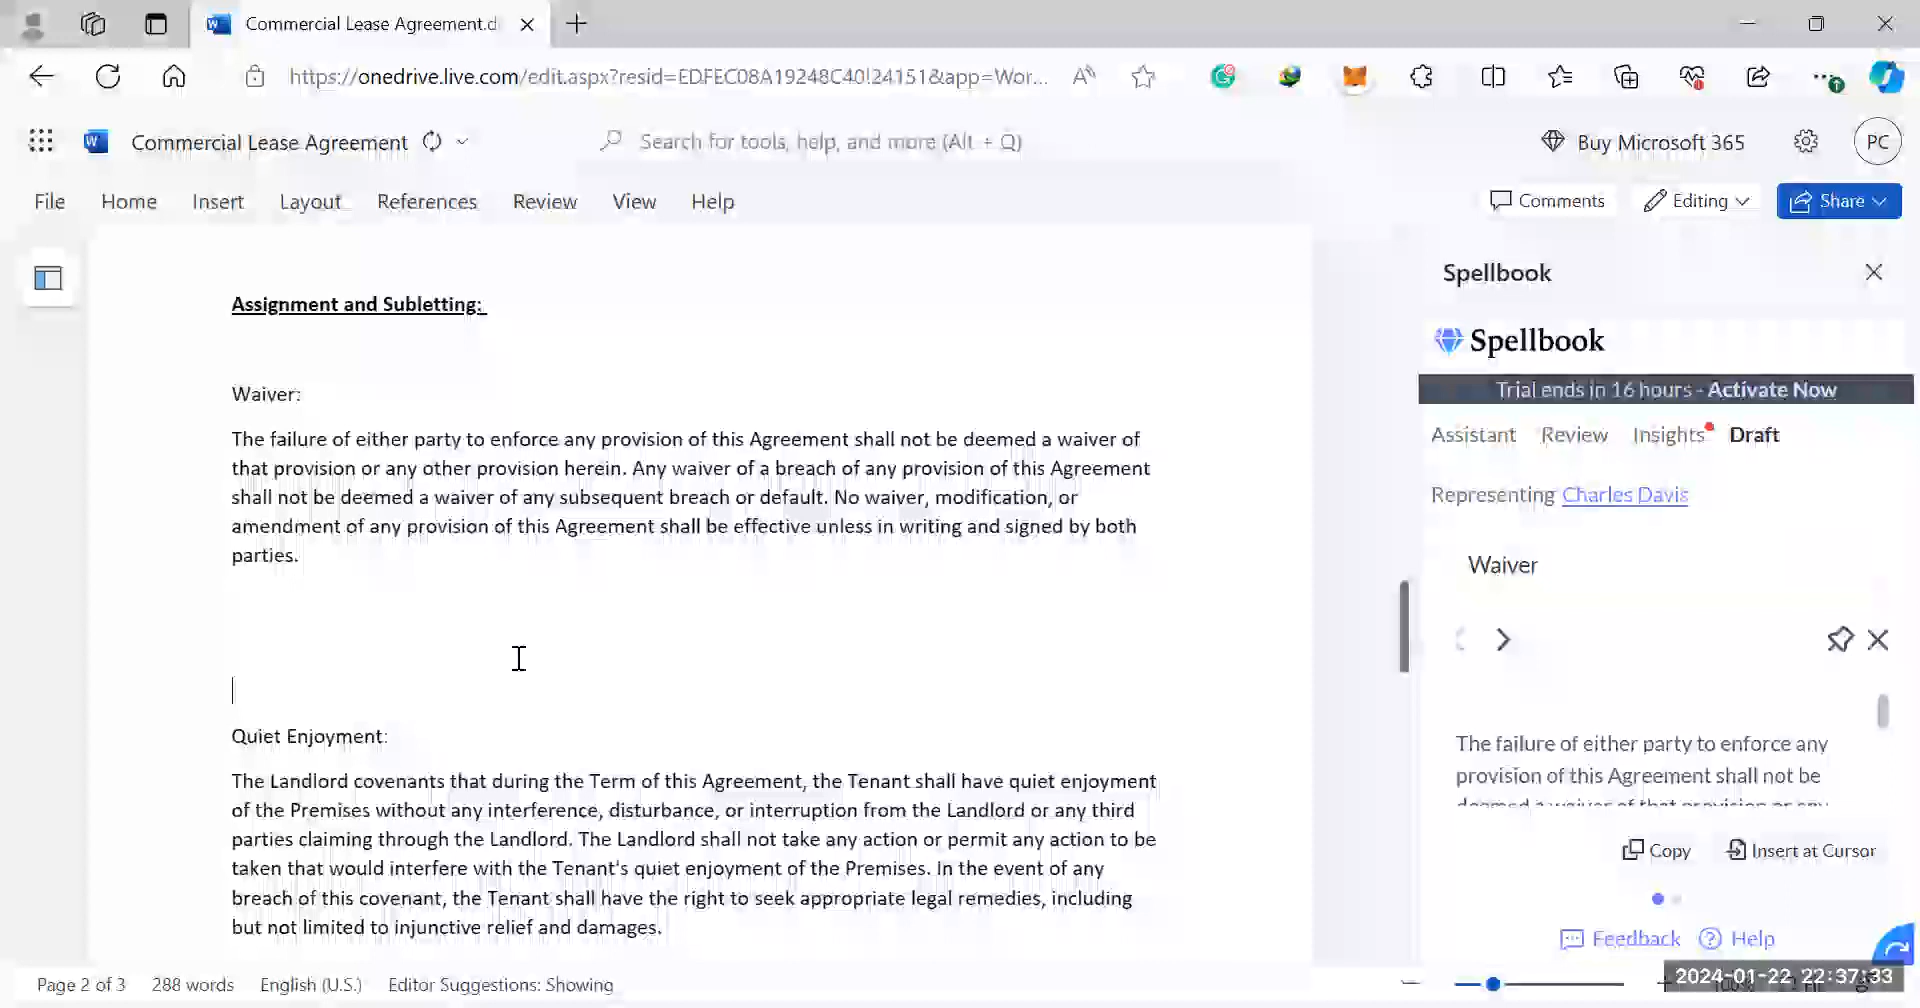 Commercial Lease Agreement.d
https://onedrive.live.com/edit.aspx?resid=EDFEC08A19248C40!24151&app=Wor...
Commercial Lease Agreement
Search for tools, help, and more (Alt + Q)
Buy Microsoft 365
PC
File Home Insert Layout References Review View Help
Comments Editing Share
Assignment and Subletting:
Waiver:
The failure of either party to enforce any provision of this Agreement shall not be deemed a waiver of
that provision or any other provision herein. Any waiver of a breach of any provision of this Agreement
shall not be deemed a waiver of any subsequent breach or default. No waiver, modification, or
amendment of any provision of this Agreement shall be effective unless in writing and signed by both
parties.
Quiet Enjoyment:
The Landlord covenants that during the Term of this Agreement, the Tenant shall have quiet enjoyment
of the Premises without any interference, disturbance, or interruption from the Landlord or any third
parties claiming through the Landlord. The Landlord shall not take any action or permit any action to be
taken that would interfere with the Tenant's quiet enjoyment of the Premises. In the event of any
breach of this covenant, the Tenant shall have the right to seek appropriate legal remedies, including
but not limited to injunctive relief and damages.
Spellbook
Spellbook
Trial ends in 16 hours - Activate Now
Assistant Review Insights Draft
Representing Charles Davis
Waiver
The failure of either party to enforce any
provision of this Agreement shall not be
deemed a waiver of that provision or any
Copy Insert at Cursor
Feedback Help
Page 2 of 3 288 words English (U.S.) Editor Suggestions: Showing
2024-01-22 22:37:33